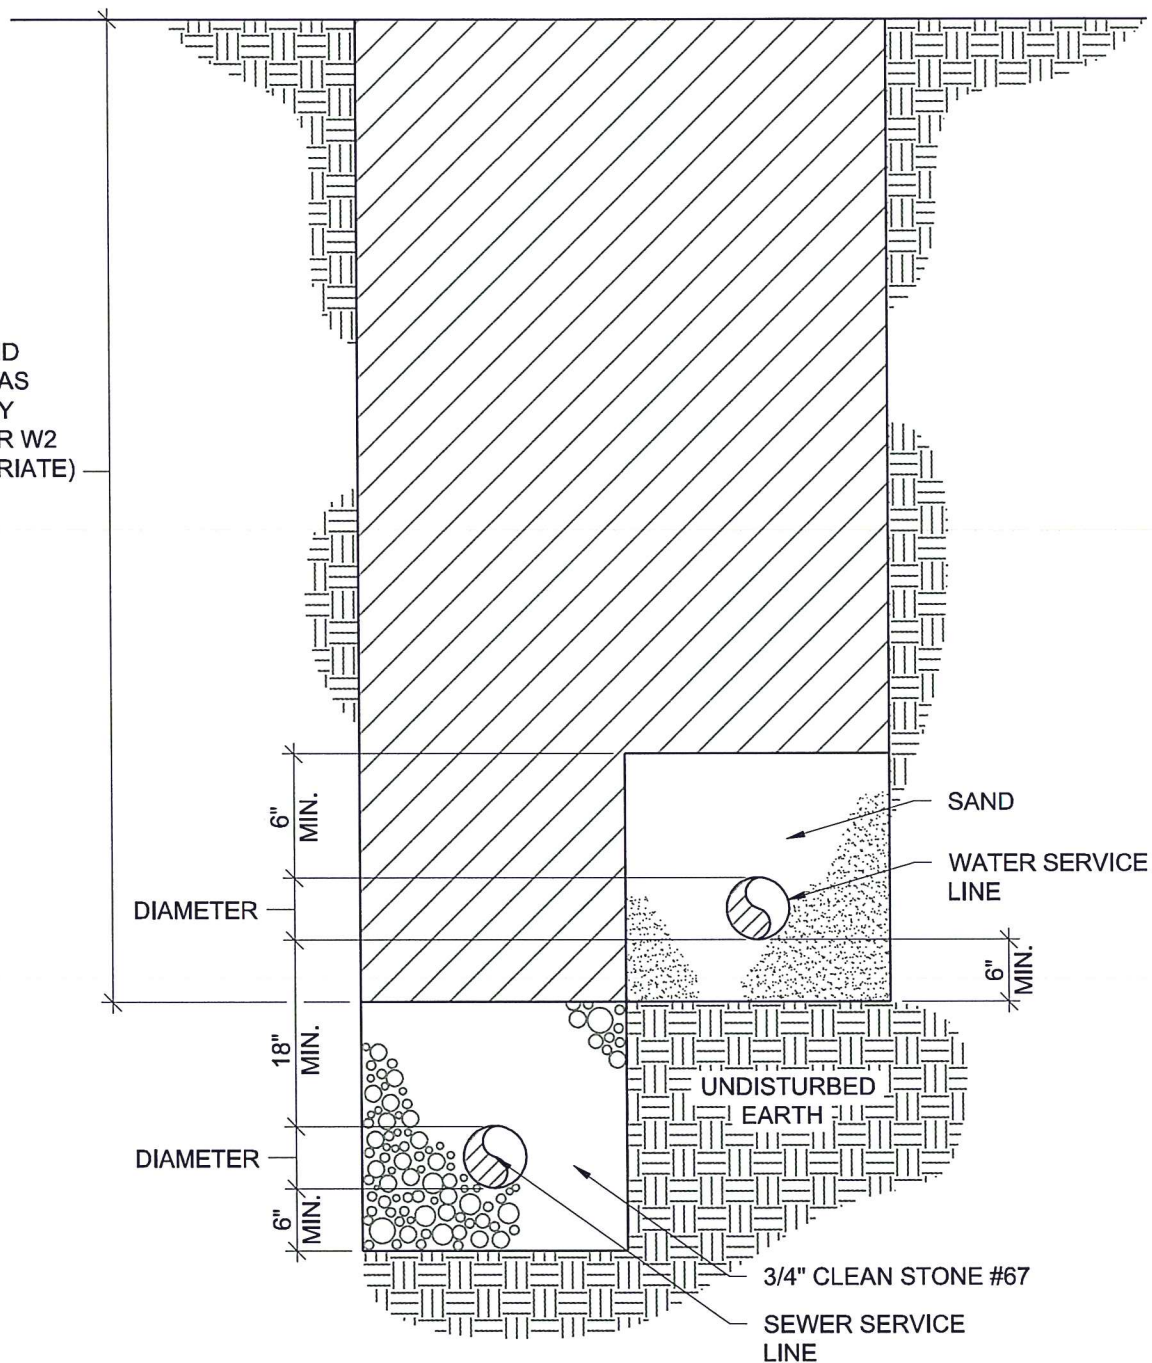 AS
R W2
6"
MIN.
SAND
WATER SERVICE
LINE
DIAMETER
6"
MIN.
18"
MIN.
UNDISTURBED
EARTH
DIAMETER
6"
MIN.
3/4" CLEAN STONE #67
SEWER SERVICE
LINE